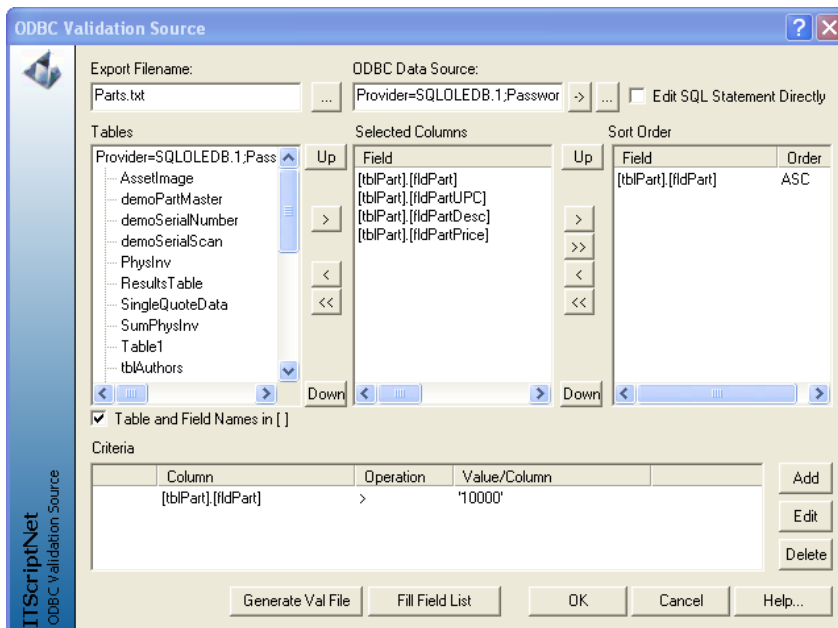 ODBC Validation Source
Export Filename:
ODBC Data Source:
Parts.txt
...
Provider=SQLOLEDB.1;Passwor
->
...
Edit SQL Statement Directly
Tables
Selected Columns
Sort Order
Provider=SQLOLEDB.1;Pass
AssetImage
demoPartMaster
demoSerialNumber
demoSerialScan
PhysInv
ResultsTable
SingleQuoteData
SumPhysInv
Table1
tblAuthors
Up
>
<
<<
Down
Field
[tblPart].[fldPart]
[tblPart].[fldPartUPC]
[tblPart].[fldPartDesc]
[tblPart].[fldPartPrice]
Up
>
>>
<
<<
Down
Field Order
[tblPart].[fldPart] ASC
Table and Field Names in [ ]
Criteria
Column Operation Value/Column
[tblPart].[fldPart] > '10000'
Add
Edit
Delete
Generate Val File
Fill Field List
OK
Cancel
Help...
ITScriptNet
ODBC Validation Source